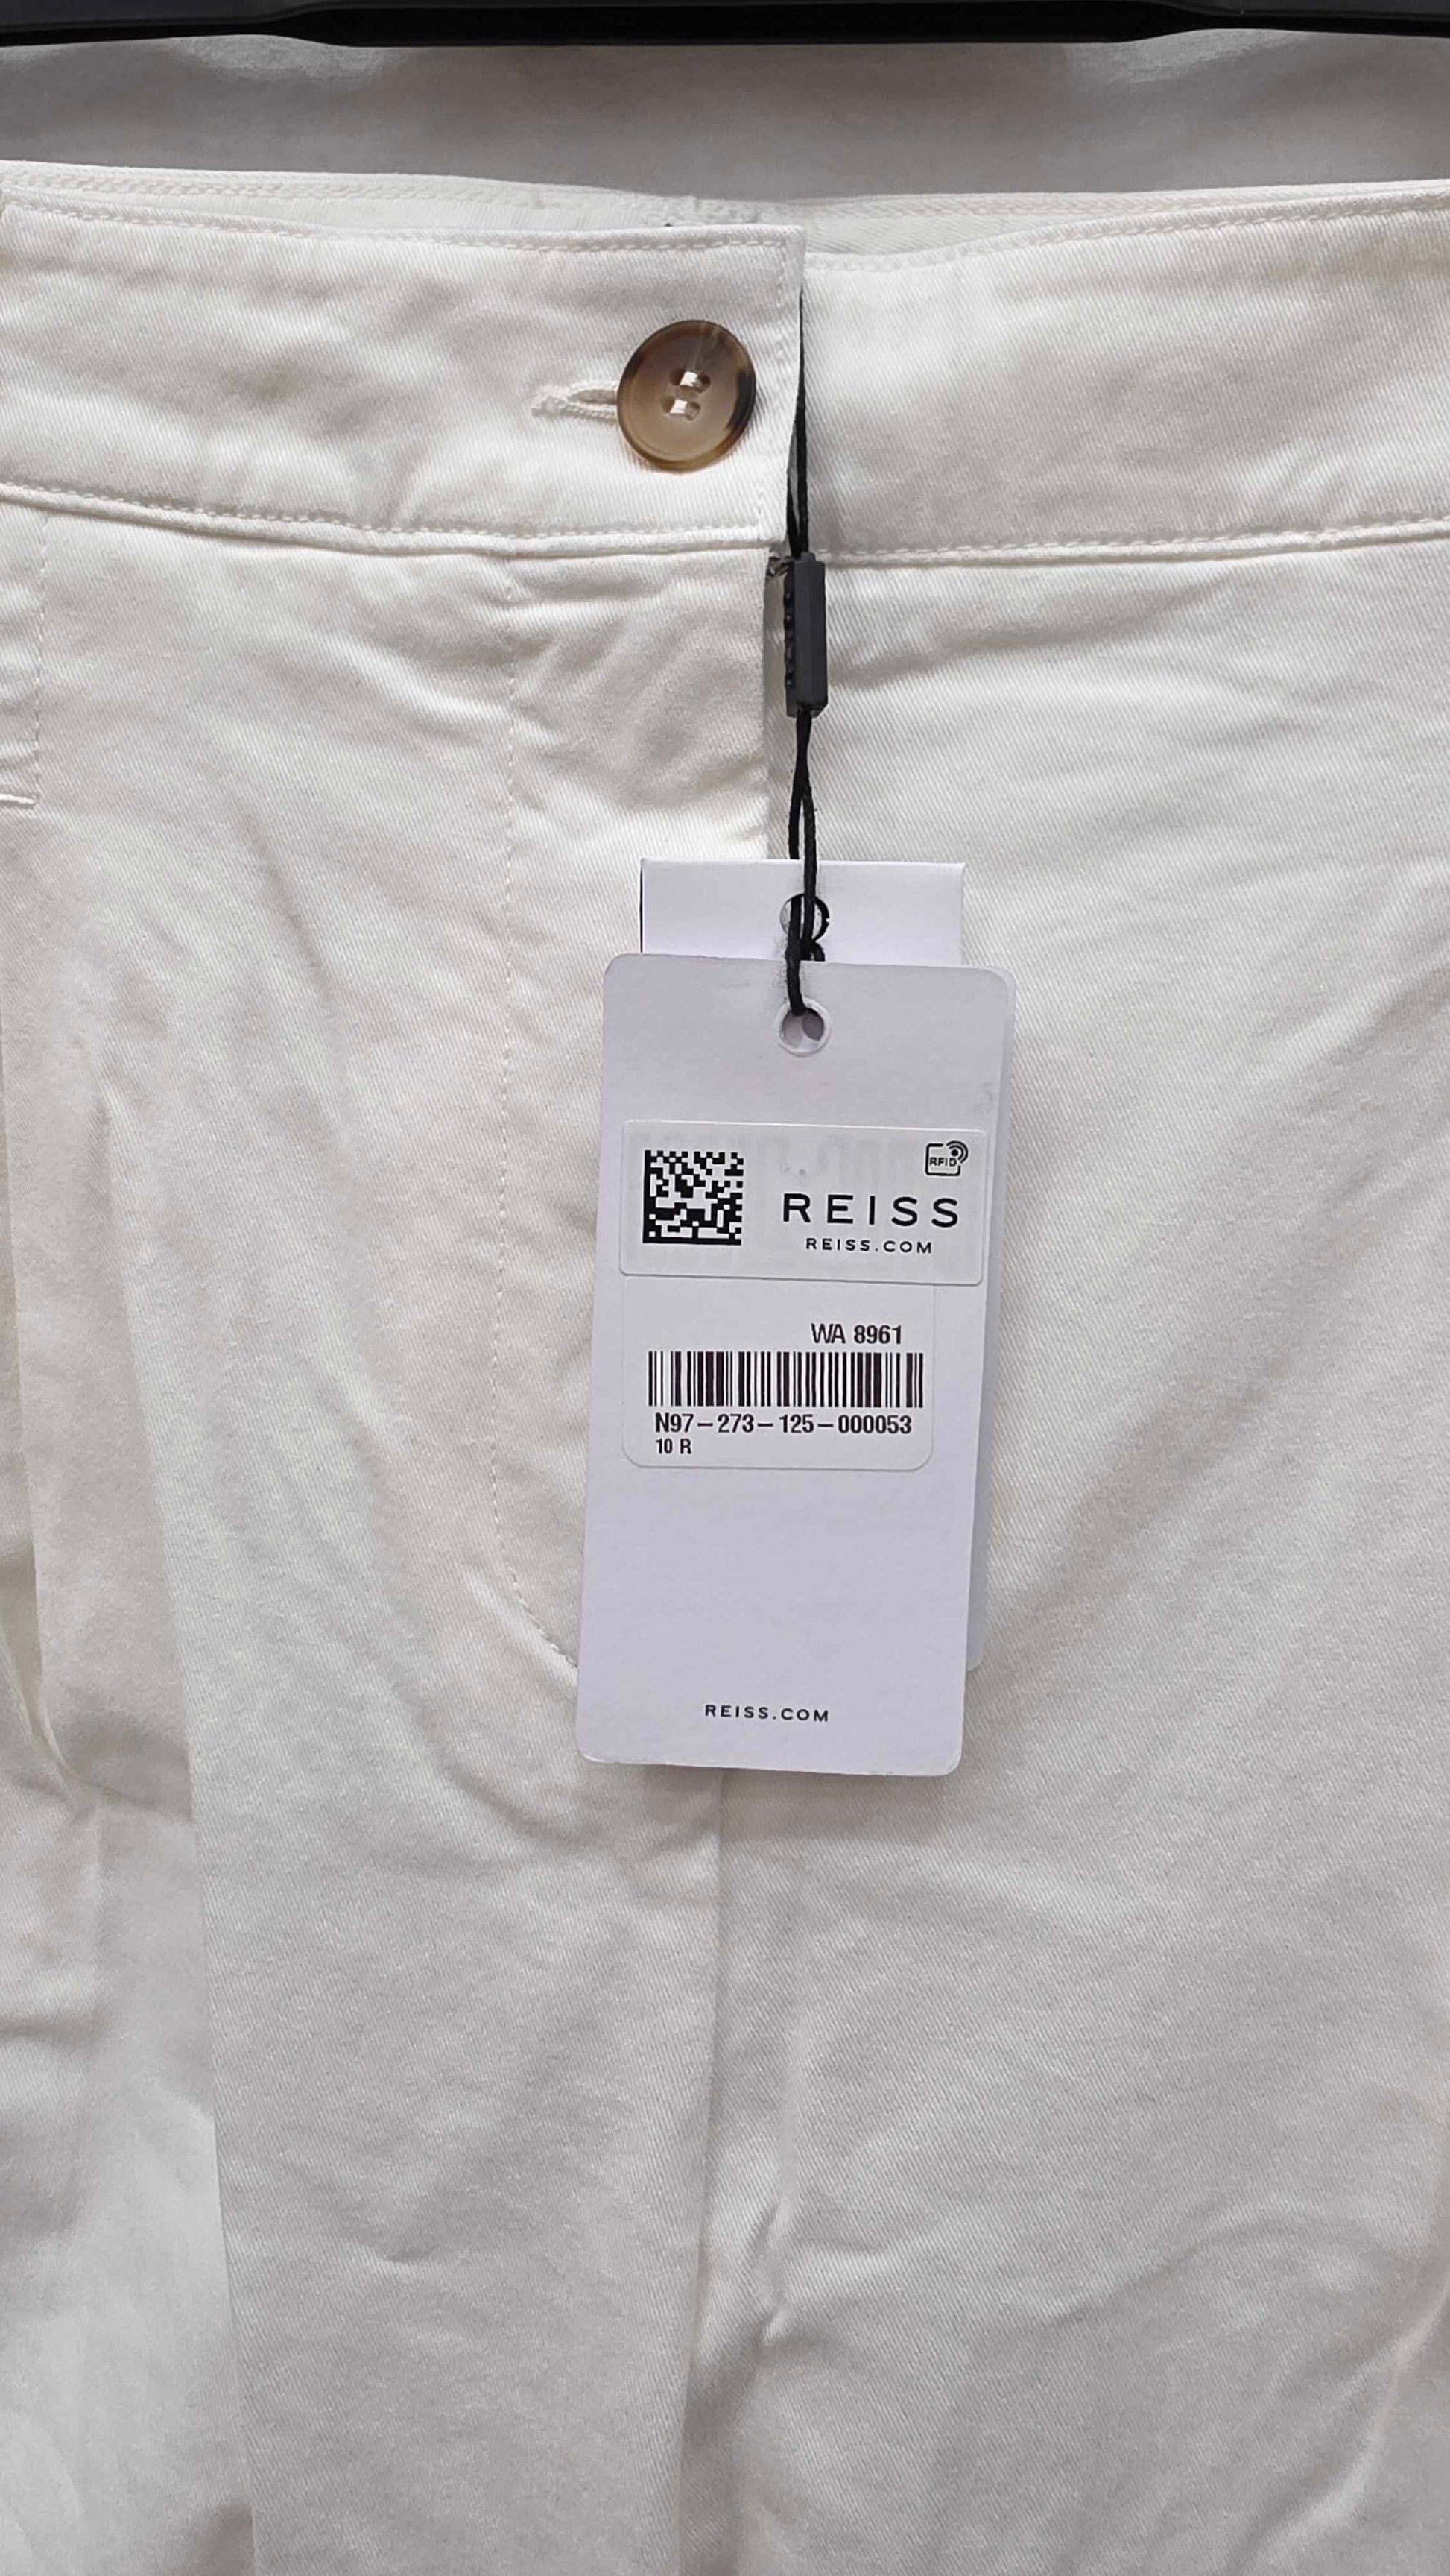 RFID
REISS
REISS.COM
WA 8961
N97-273-125-000053
10 R
REISS.COM